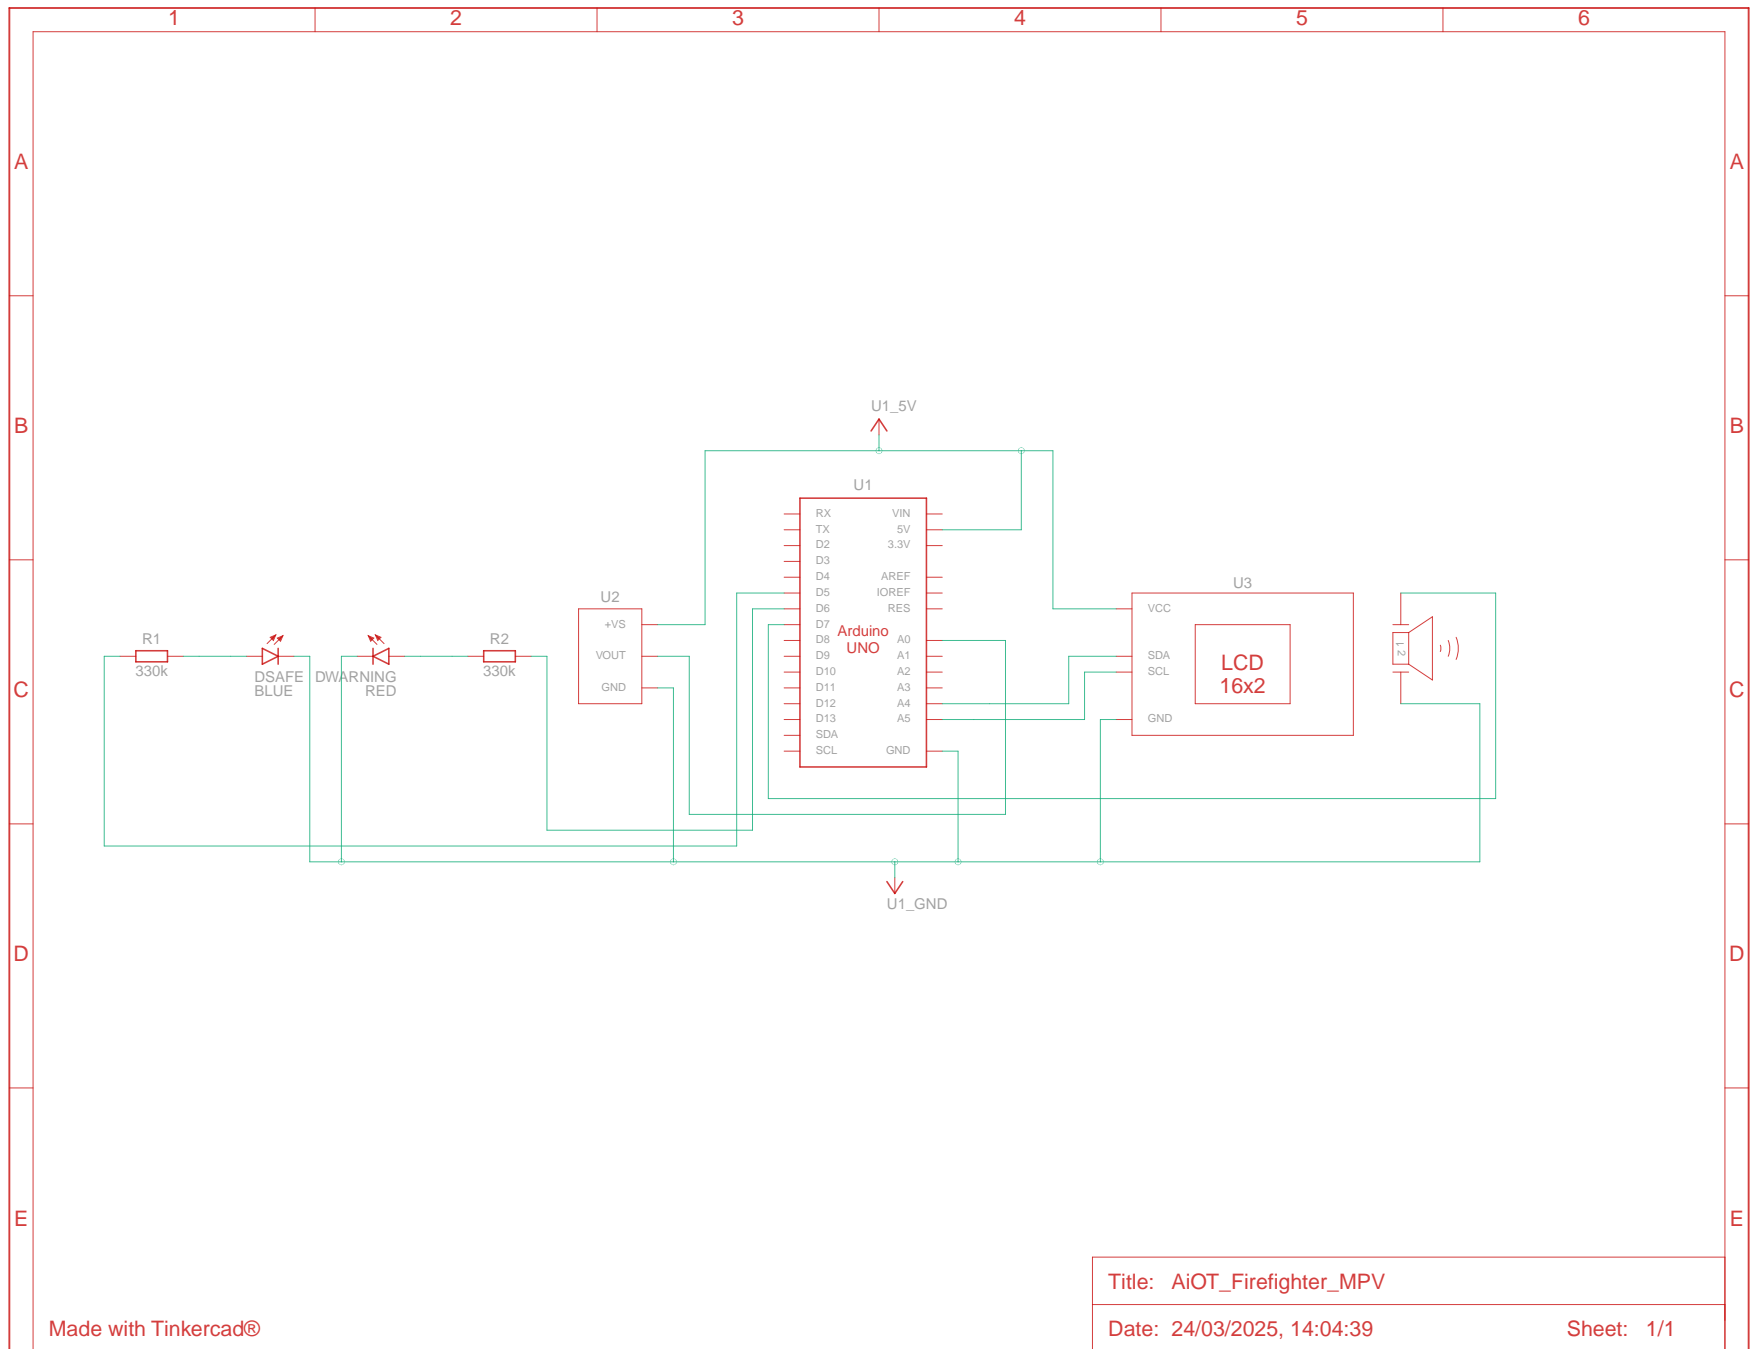 1 2 3 4 5 6
A A
B B
U1_5V
U1
RX VIN
TX 5V
D2 3.3V
D3
D4 AREF
D5 IOREF
D6 RES
D7
D8 A0
Arduino
UNO
D9 A1
D10 A2
D11 A3
D12 A4
D13 A5
SDA
SCL GND
C C
R1
330k
DSAFE
BLUE
DWARNING
RED
R2
330k
U2
+VS
VOUT
GND
U3
VCC
SDA
SCL
GND
LCD
16x2
1 2
U1_GND
D D
E E
Title: AiOT_Firefighter_MPV
Made with Tinkercad®
Date: 24/03/2025, 14:04:39 Sheet: 1/1